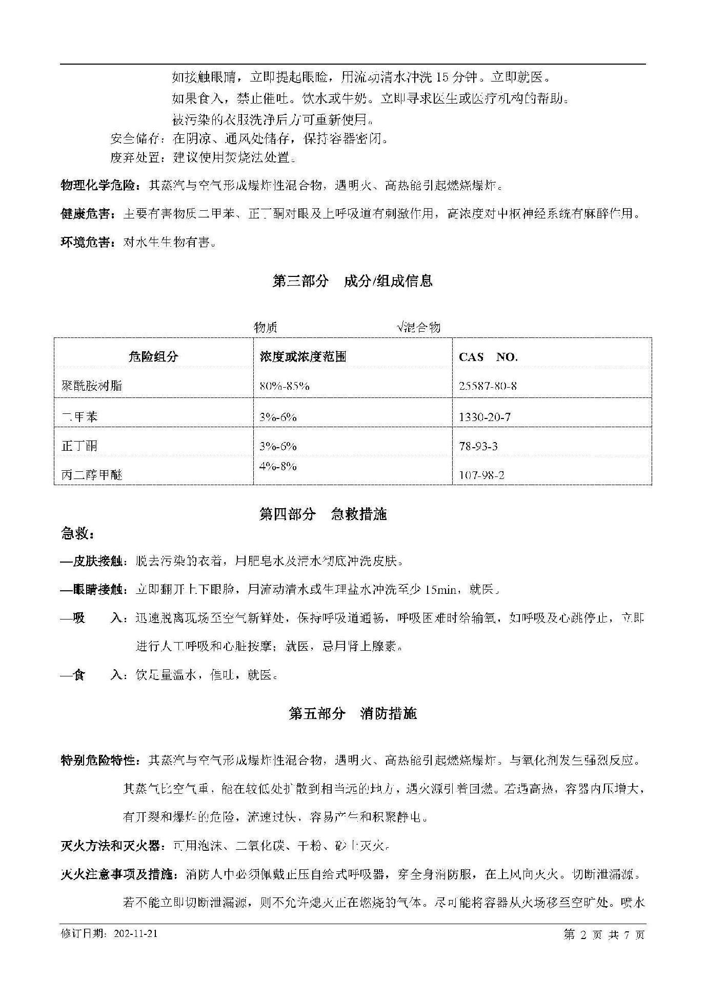 如接触眼睛，立即提起眼睑，用流动清水冲洗 15 分钟。立即就医。
如果食入，禁止催吐。饮水或牛奶。立即寻求医生或医疗机构的帮助。
被污染的衣服洗净后方可重新使用。
安全储存：在阴凉、通风处储存，保持容器密闭。
废弃处置：建议使用焚烧法处置。
物理化学危险：其蒸汽与空气形成爆炸性混合物，遇明火、高热能引起燃烧爆炸。
健康危害：主要有害物质二甲苯、正丁酮对眼及上呼吸道有刺激作用，高浓度对中枢神经系统有麻醉作用。
环境危害：对水生生物有害。
第三部分 成分/组成信息
物质 √混合物
危险组分 浓度或浓度范围 CAS NO.
聚酰胺树脂 80%-85% 25587-80-8
二甲苯 3%-6% 1330-20-7
正丁酮 3%-6% 78-93-3
丙二醇甲醚 4%-8% 107-98-2
第四部分 急救措施
急救：
—皮肤接触：脱去污染的衣着，用肥皂水及清水彻底冲洗皮肤。
—眼睛接触：立即翻开上下眼睑，用流动清水或生理盐水冲洗至少 15min，就医。
—吸 入：迅速脱离现场至空气新鲜处，保持呼吸道通畅，呼吸困难时给输氧，如呼吸及心跳停止，立即
进行人工呼吸和心脏按摩；就医，忌用肾上腺素。
—食 入：饮足量温水，催吐，就医。
第五部分 消防措施
特别危险特性：其蒸汽与空气形成爆炸性混合物，遇明火、高热能引起燃烧爆炸。与氧化剂发生强烈反应。
其蒸气比空气重，能在较低处扩散到相当远的地方，遇火源引着回燃。若遇高热，容器内压增大，
有开裂和爆炸的危险，流速过快，容易产生和积聚静电。
灭火方法和灭火器：可用泡沫、二氧化碳、干粉、砂土灭火。
灭火注意事项及措施：消防人中必须佩戴正压自给式呼吸器，穿全身消防服，在上风向灭火。切断泄漏源。
若不能立即切断泄漏源，则不允许熄灭正在燃烧的气体。尽可能将容器从火场移至空旷处。喷水
修订日期：202-11-21 第 2 页 共 7 页